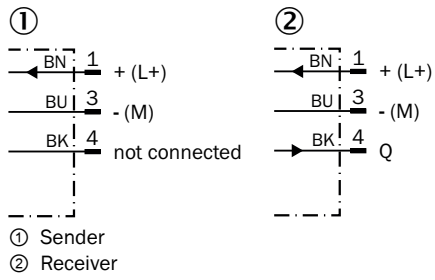 ① ②
BN 1 + (L+) BN 1 + (L+)
BU 3 - (M) BU 3 - (M)
BK 4 not connected BK 4 Q
① Sender
② Receiver